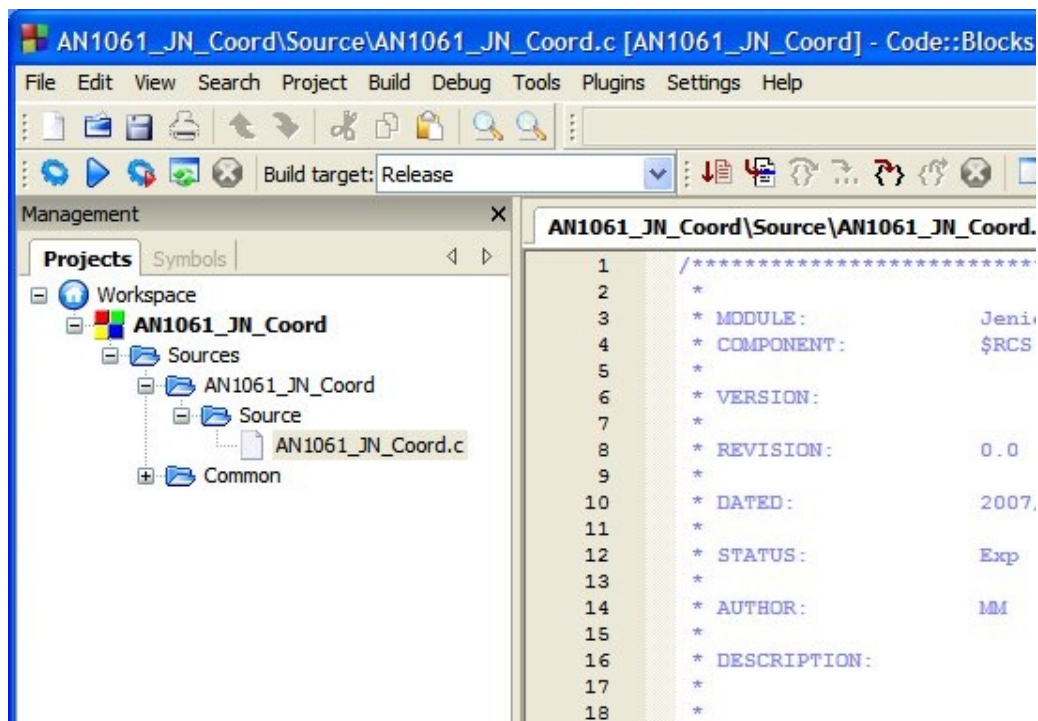 AN1061_JN_Coord\Source\AN1061_JN_Coord.c [AN1061_JN_Coord] - Code::Blocks
File Edit View Search Project Build Debug Tools Plugins Settings Help
Build target: Release
Management
Projects Symbols
Workspace
AN1061_JN_Coord
Sources
AN1061_JN_Coord
Source
AN1061_JN_Coord.c
Common
AN1061_JN_Coord\Source\AN1061_JN_Coord.
1 /***************************
2 *
3 * MODULE: Jenic
4 * COMPONENT: $RCS
5 *
6 * VERSION:
7 *
8 * REVISION: 0.0
9 *
10 * DATED: 2007/
11 *
12 * STATUS: Exp
13 *
14 * AUTHOR: MM
15 *
16 * DESCRIPTION:
17 *
18 *